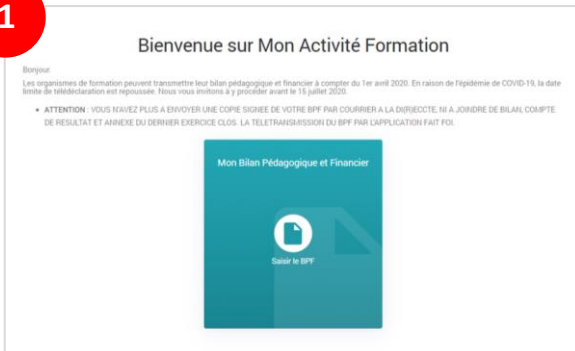 1
Bienvenue sur Mon Activité Formation
Bonjour.
Les organismes de formation peuvent transmettre leur bilan pédagogique et financier à compter du 1er avril 2020. En raison de l'épidémie de COVID-19, la date
limite de télédéclaration est repoussée. Nous vous invitons à y procéder avant le 15 juillet 2020.
• ATTENTION : VOUS N'AVEZ PLUS A ENVOYER UNE COPIE SIGNEE DE VOTRE BPF PAR COURRIER A LA DI(R)ECCTE, NI A JOINDRE DE BILAN, COMPTE
DE RESULTAT ET ANNEXE DU DERNIER EXERCICE CLOS. LA TELETRANSMISSION DU BPF PAR L'APPLICATION FAIT FOI.
Mon Bilan Pédagogique et Financier
Saisir le BPF